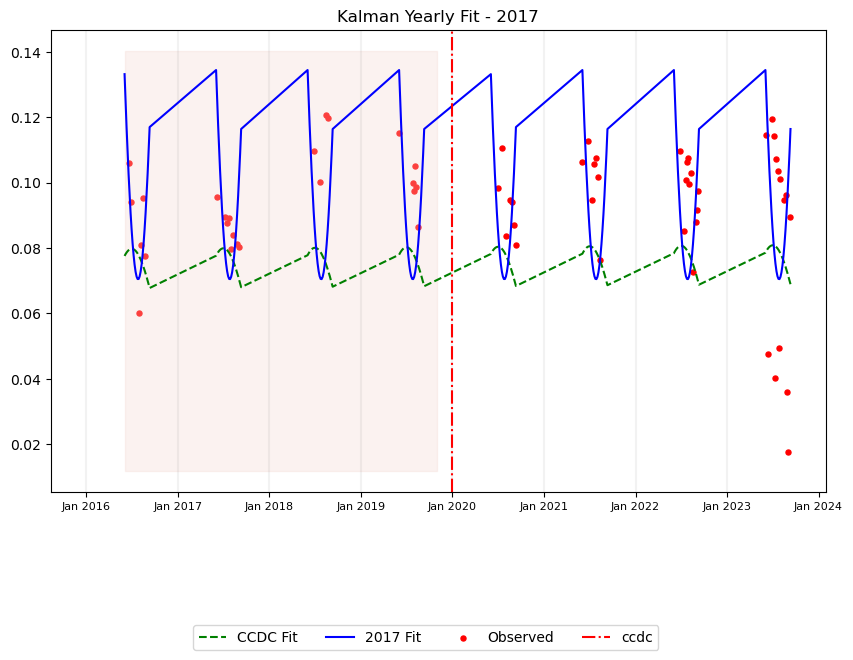 Kalman Yearly Fit - 2017
0.14
0.12
0.10
0.08
0.06
0.04
0.02
Jan 2016 Jan 2017 Jan 2018 Jan 2019 Jan 2020 Jan 2021 Jan 2022 Jan 2023 Jan 2024
CCDC Fit 2017 Fit Observed ccdc